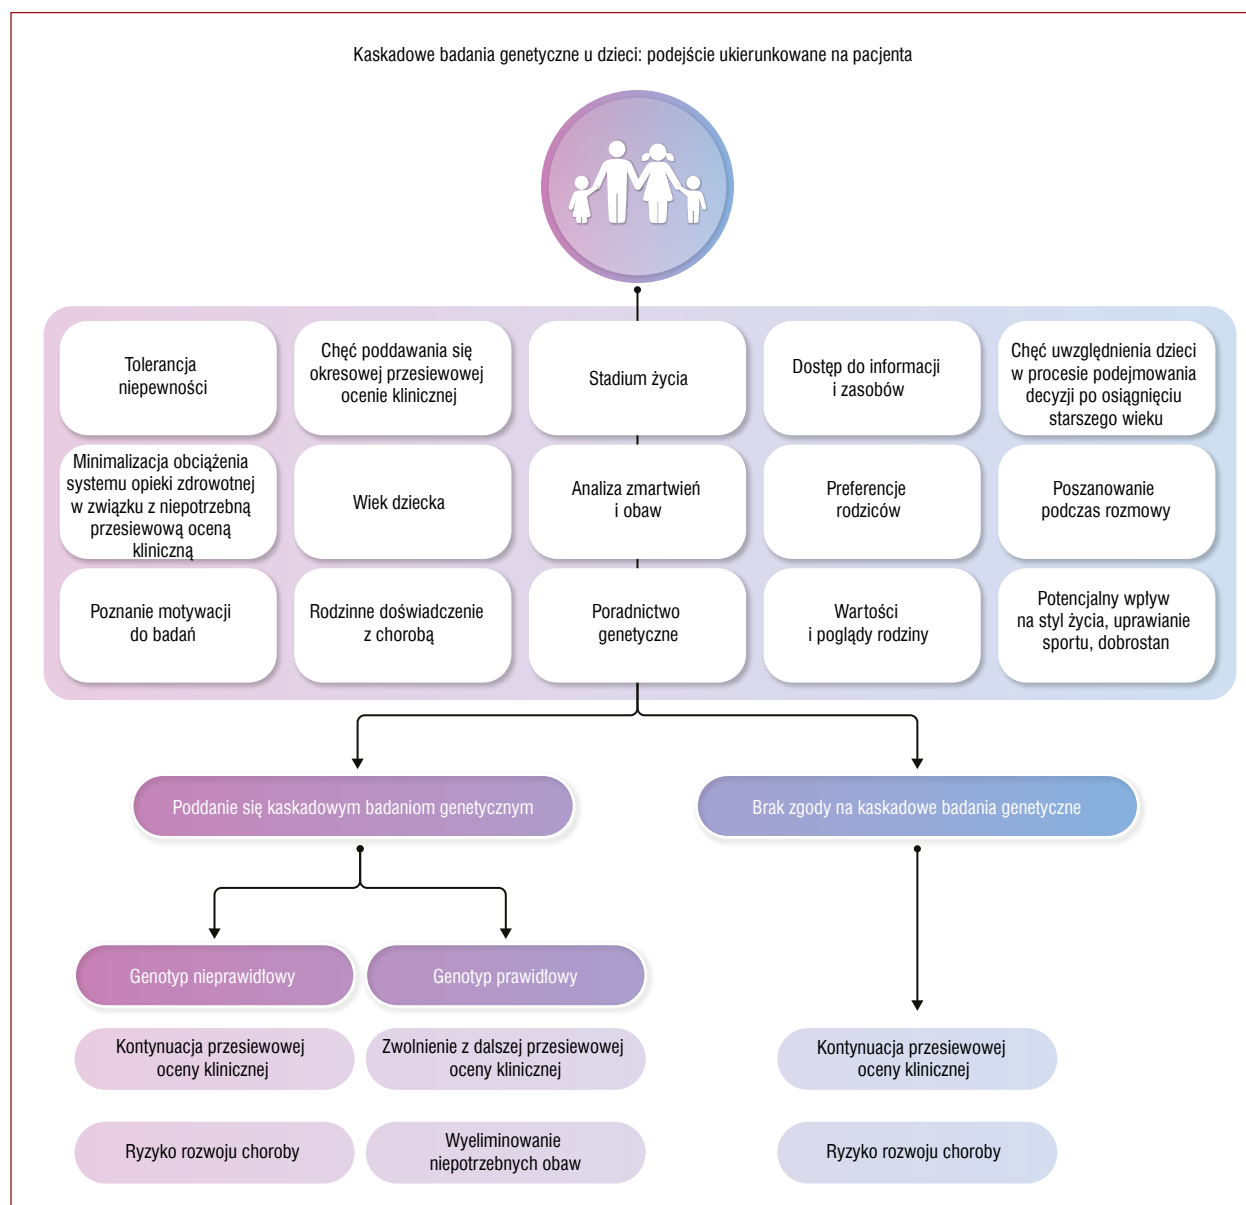 Kaskadowe badania genetyczne u dzieci: podejście ukierunkowane na pacjenta
Tolerancja
niepewności
Chęć poddawania się
okresowej przesiewowej
ocenie klinicznej
Stadium życia
Dostęp do informacji
i zasobów
Chęć uwzględnienia dzieci
w procesie podejmowania
decyzji po osiągnięciu
starszego wieku
Minimalizacja obciążenia
systemu opieki zdrowotnej
w związku z niepotrzebną
przesiewową oceną
kliniczną
Wiek dziecka
Analiza zmartwień
i obaw
Preferencje
rodziców
Poszanowanie
podczas rozmowy
Poznanie motywacji
do badań
Rodzinne doświadczenie
z chorobą
Poradnictwo
genetyczne
Wartości
i poglądy rodziny
Potencjalny wpływ
na styl życia, uprawianie
sportu, dobrostan
Poddanie się kaskadowym badaniom genetycznym
Brak zgody na kaskadowe badania genetyczne
Genotyp nieprawidłowy
Genotyp prawidłowy
Kontynuacja przesiewowej
oceny klinicznej
Zwolnienie z dalszej przesiewowej
oceny klinicznej
Kontynuacja przesiewowej
oceny klinicznej
Ryzyko rozwoju choroby
Wyeliminowanie
niepotrzebnych obaw
Ryzyko rozwoju choroby